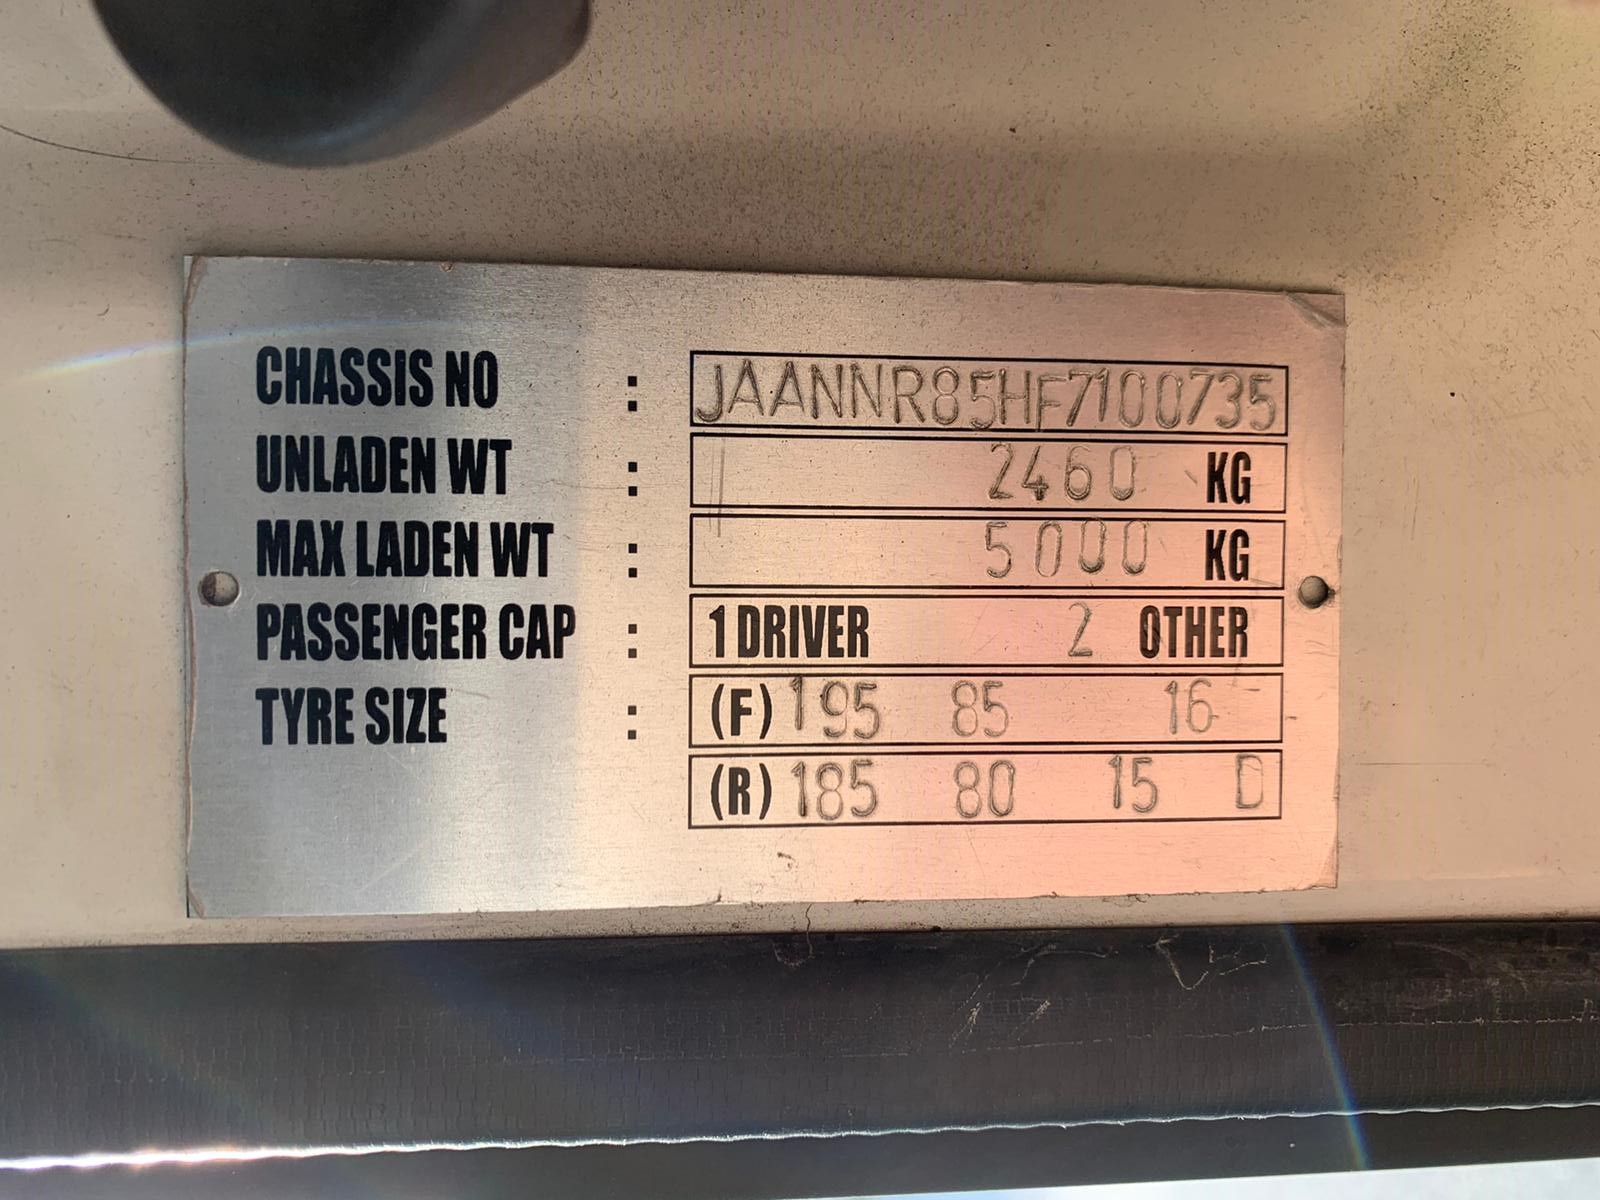 CHASSIS NO : JAANNR85HF7100735
UNLADEN WT : 2460 KG
MAX LADEN WT : 5000 KG
PASSENGER CAP : 1 DRIVER 2 OTHER
TYRE SIZE : (F) 195 85 16
(R) 185 80 15 D